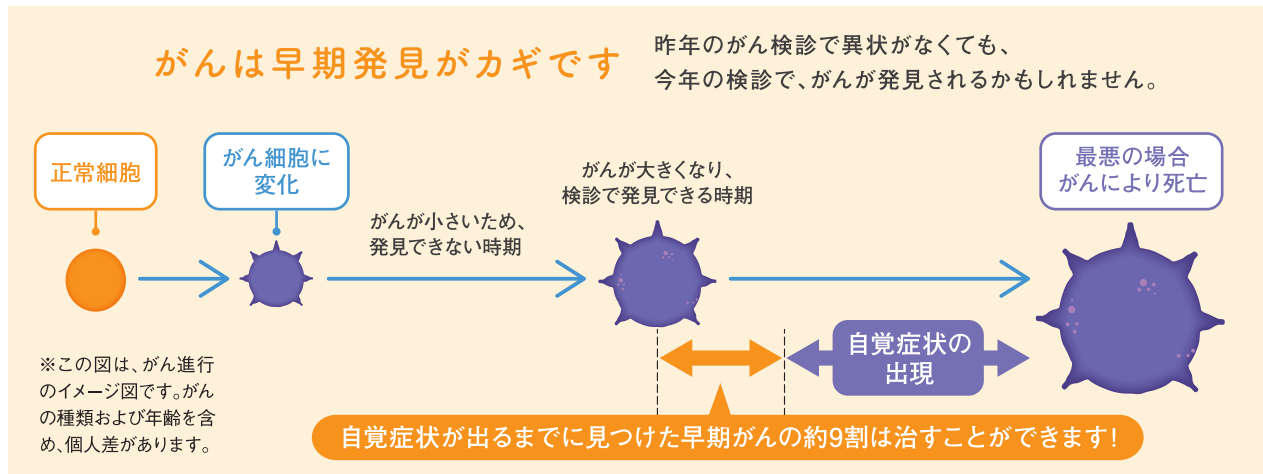 がんは早期発見がカギです
昨年のがん検診で異状がなくても、
今年の検診で、がんが発見されるかもしれません。
正常細胞
がん細胞に
変化
がんが小さいため、
発見できない時期
がんが大きくなり、
検診で発見できる時期
最悪の場合
がんにより死亡
自覚症状の
出現
※この図は、がん進行
のイメージ図です。がん
の種類および年齢を含
め、個人差があります。
自覚症状が出るまでに見つけた早期がんの約9割は治すことができます!